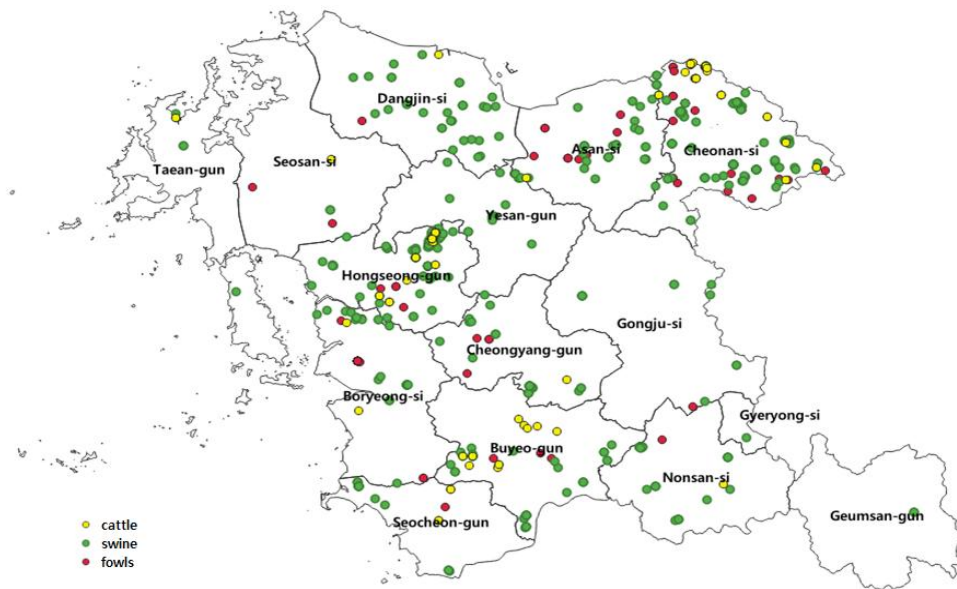 Dangjin-si
Asan-si
Cheonan-si
Taean-gun
Seosan-si
Yesan-gun
Hongseong-gun
Gongju-si
Cheongyang-gun
Boryeong-si
Gyeryong-si
Buyeo-gun
Nonsan-si
Seocheon-gun
Geumsan-gun
cattle
swine
fowls